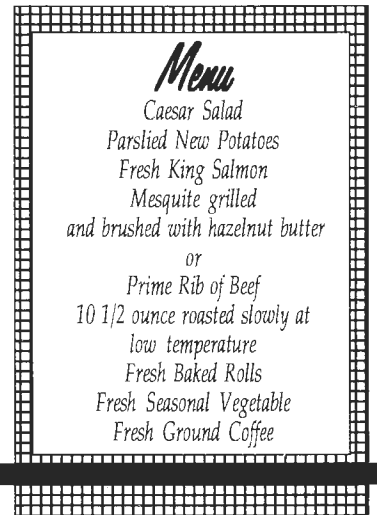 Menu
Caesar Salad
Parslied New Potatoes
Fresh King Salmon
Mesquite grilled
and brushed with hazelnut butter
or
Prime Rib of Beef
10 1/2 ounce roasted slowly at
low temperature
Fresh Baked Rolls
Fresh Seasonal Vegetable
Fresh Ground Coffee